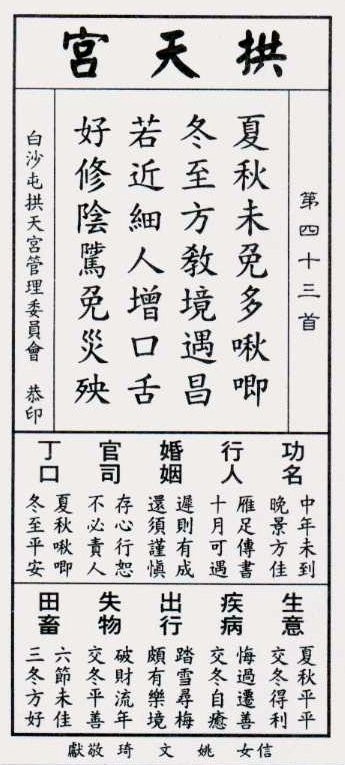 拱天宮
第四十三首
夏秋未免多啾唧
冬至方教境遇昌
若近細人增口舌
好修陰騭免災殃
白沙屯拱天宮管理委員會 恭印
功名
中年未到
晚景方佳
行人
雁足傳書
十月可遇
婚姻
遲則有成
還須謹慎
官司
存心行恕
不必責人
丁口
夏秋啾唧
冬至平安
生意
夏秋平平
交冬得利
疾病
悔過遷善
交冬自癒
出行
踏雪尋梅
頗有樂境
失物
破財流年
交冬平善
田畜
六節未佳
三冬方好
信女 姚文琦 敬獻